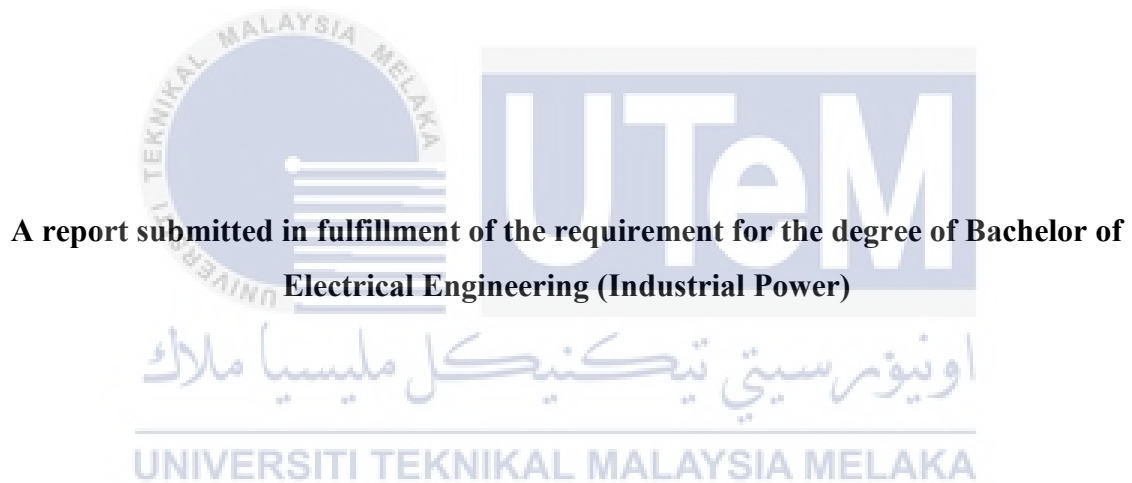 UNIVERSITI TEKNIKAL MALAYSIA MELAKA
UTeM
A report submitted in fulfillment of the requirement for the degree of Bachelor of
Electrical Engineering (Industrial Power)
اونيۏرسيتي تيكنيكل مليسيا ملاك
UNIVERSITI TEKNIKAL MALAYSIA MELAKA